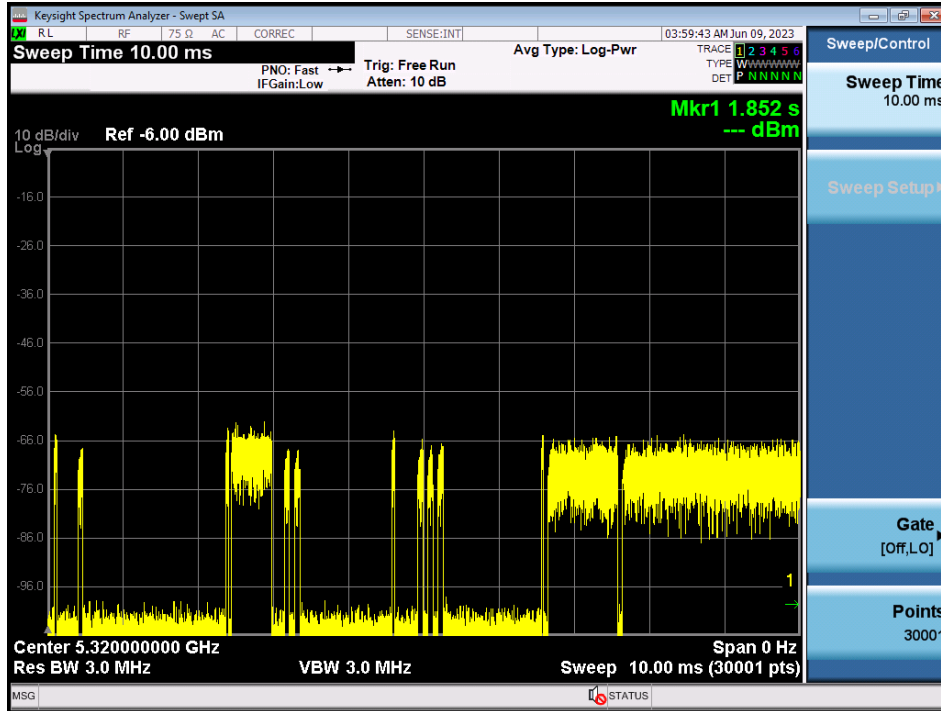 Keysight Spectrum Analyzer - Swept SA
LXI RL RF 75 Ω AC CORREC SENSE:INT 03:59:43 AM Jun 09, 2023
Sweep/Control
Sweep Time 10.00 ms
PNO: Fast
IFGain:Low
Trig: Free Run
Atten: 10 dB
Avg Type: Log-Pwr
TRACE 1 2 3 4 5 6
TYPE WWWWWW
DET P N N N N N
Sweep Time
10.00 ms
Mkr1 1.852 s
--- dBm
10 dB/div Ref -6.00 dBm
Log
Sweep Setup
-16.0
-26.0
-36.0
-46.0
-56.0
-66.0
-76.0
-86.0
-96.0
1
Gate
[Off,LO]
Points
30001
Center 5.320000000 GHz Span 0 Hz
Res BW 3.0 MHz VBW 3.0 MHz Sweep 10.00 ms (30001 pts)
MSG STATUS